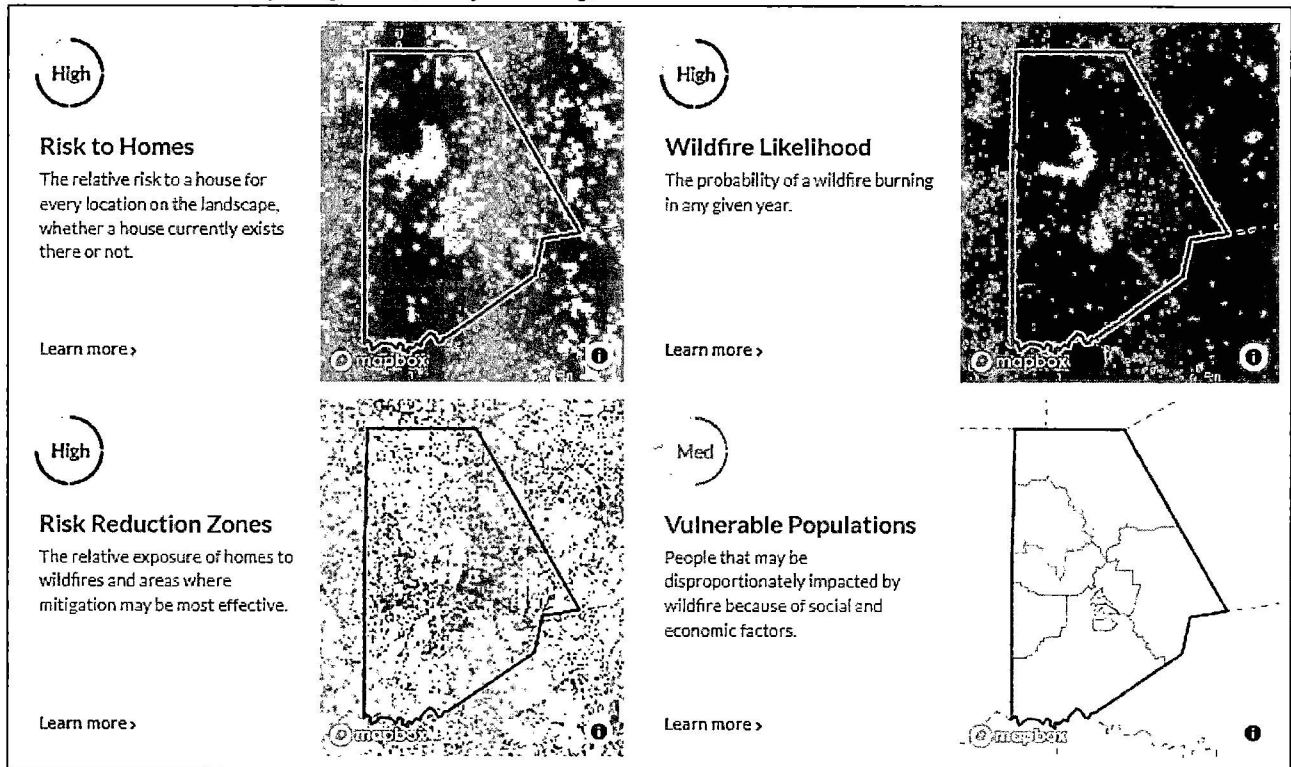 High
Risk to Homes
The relative risk to a house for
every location on the landscape,
whether a house currently exists
there or not.
Learn more >
mapbox
High
Wildfire Likelihood
The probability of a wildfire burning
in any given year.
Learn more >
mapbox
High
Risk Reduction Zones
The relative exposure of homes to
wildfires and areas where
mitigation may be most effective.
Learn more >
mapbox
Med
Vulnerable Populations
People that may be
disproportionately impacted by
wildfire because of social and
economic factors.
Learn more >
mapbox